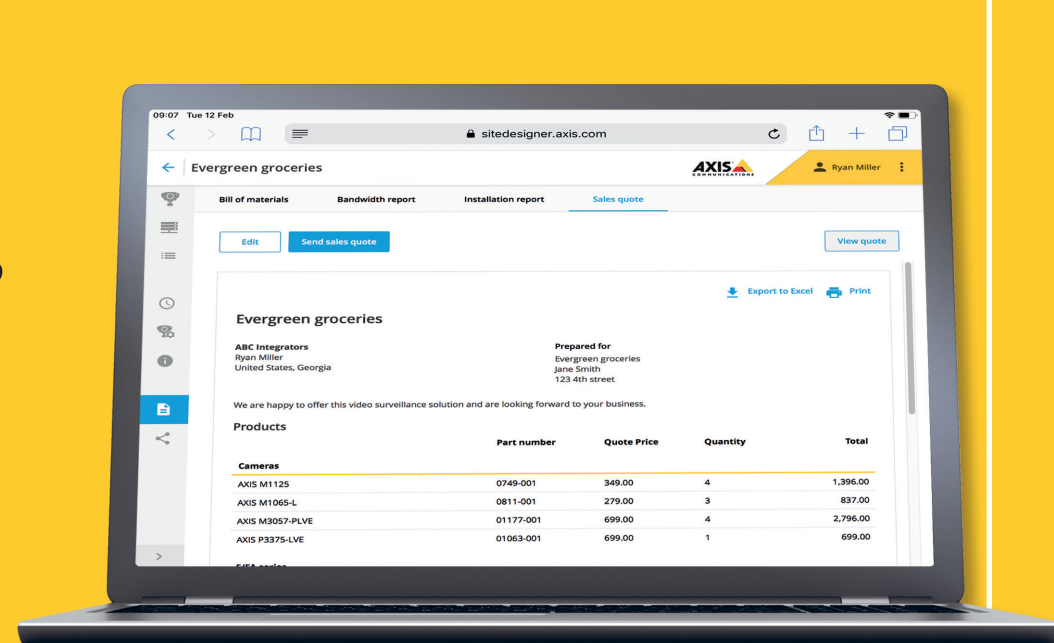 09:07 Tue 12 Feb
sitedesigner.axis.com
Evergreen groceries
AXIS
COMMUNICATIONS
Ryan Miller
Bill of materials Bandwidth report Installation report Sales quote
Edit Send sales quote View quote
Export to Excel Print
Evergreen groceries
ABC Integrators Prepared for
Ryan Miller Evergreen groceries
United States, Georgia Jane Smith
123 4th street
We are happy to offer this video surveillance solution and are looking forward to your business.
Products
Part number Quote Price Quantity Total
Cameras
AXIS M1125 0749-001 349.00 4 1,396.00
AXIS M1065-L 0811-001 279.00 3 837.00
AXIS M3057-PLVE 01177-001 699.00 4 2,796.00
AXIS P3375-LVE 01063-001 699.00 1 699.00